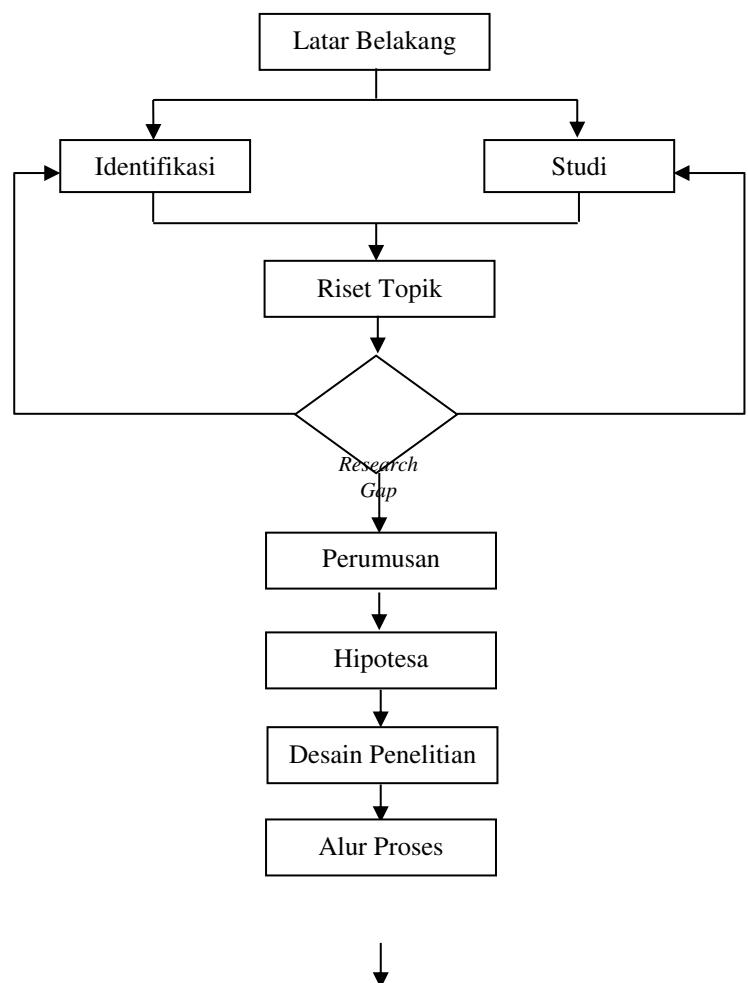 Latar Belakang
Identifikasi
Studi
Riset Topik
Research
Gap
Perumusan
Hipotesa
Desain Penelitian
Alur Proses